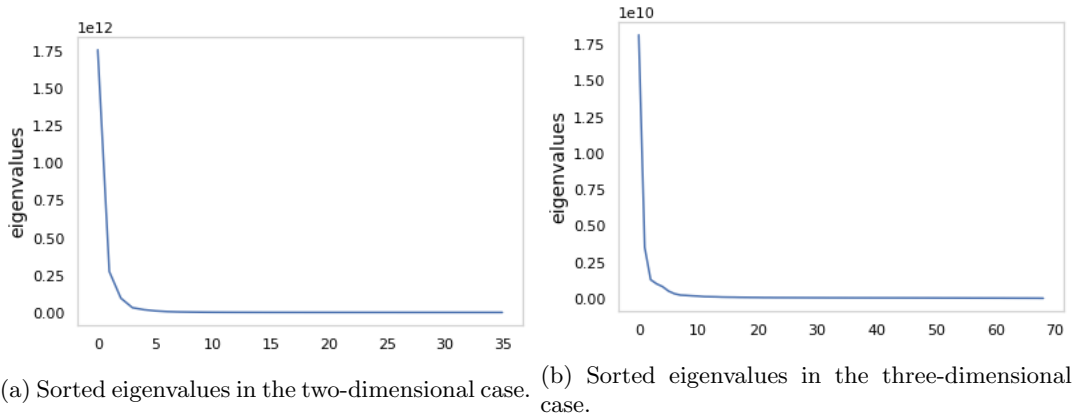 1e12
eigenvalues
1.75
1.50
1.25
1.00
0.75
0.50
0.25
0.00
0 5 10 15 20 25 30 35
(a) Sorted eigenvalues in the two-dimensional case.
1e10
eigenvalues
1.75
1.50
1.25
1.00
0.75
0.50
0.25
0.00
0 10 20 30 40 50 60 70
(b) Sorted eigenvalues in the three-dimensional
case.